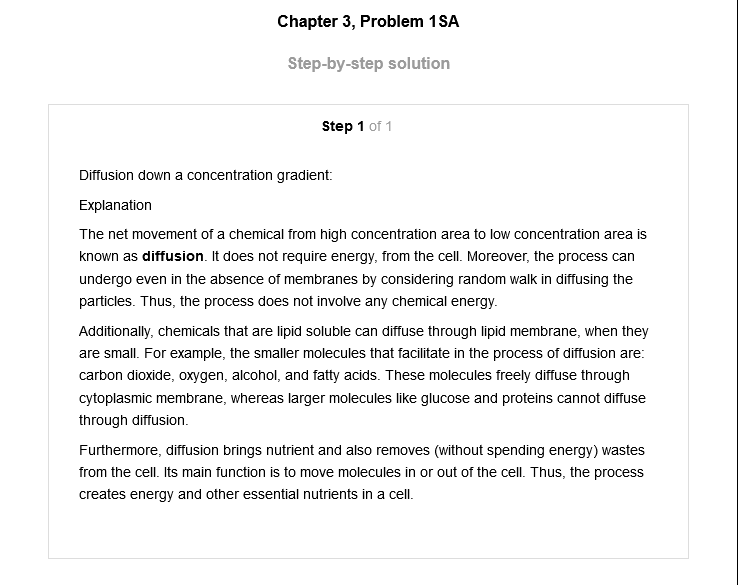 Chapter 3, Problem 1SA
Step-by-step solution
Step 1 of 1
Diffusion down a concentration gradient:
Explanation
The net movement of a chemical from high concentration area to low concentration area is
known as diffusion. It does not require energy, from the cell. Moreover, the process can
undergo even in the absence of membranes by considering random walk in diffusing the
particles. Thus, the process does not involve any chemical energy.
Additionally, chemicals that are lipid soluble can diffuse through lipid membrane, when they
are small. For example, the smaller molecules that facilitate in the process of diffusion are:
carbon dioxide, oxygen, alcohol, and fatty acids. These molecules freely diffuse through
cytoplasmic membrane, whereas larger molecules like glucose and proteins cannot diffuse
through diffusion.
Furthermore, diffusion brings nutrient and also removes (without spending energy) wastes
from the cell. Its main function is to move molecules in or out of the cell. Thus, the process
creates energy and other essential nutrients in a cell.